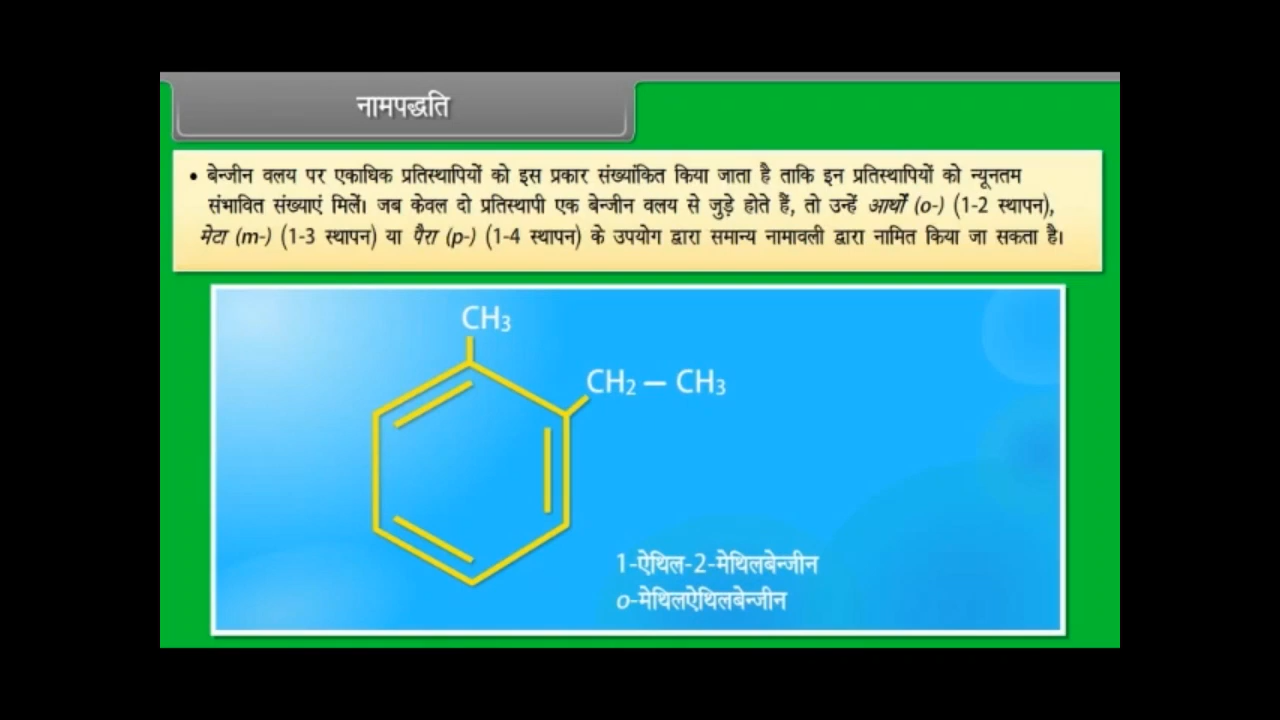 नामपद्धति
• बेन्जीन वलय पर एकाधिक प्रतिस्थापियों को इस प्रकार संख्यांकित किया जाता है ताकि इन प्रतिस्थापियों को न्यूनतम
संभावित संख्याएं मिलें। जब केवल दो प्रतिस्थापी एक बेन्जीन वलय से जुड़े होते हैं, तो उन्हें आर्थो (o-) (1-2 स्थापन),
मेटा (m-) (1-3 स्थापन) या पैरा (p-) (1-4 स्थापन) के उपयोग द्वारा समान्य नामावली द्वारा नामित किया जा सकता है।
CH₃
CH₂ – CH₃
1-ऐथिल-2-मेथिलबेन्जीन
o-मेथिलऐथिलबेन्जीन